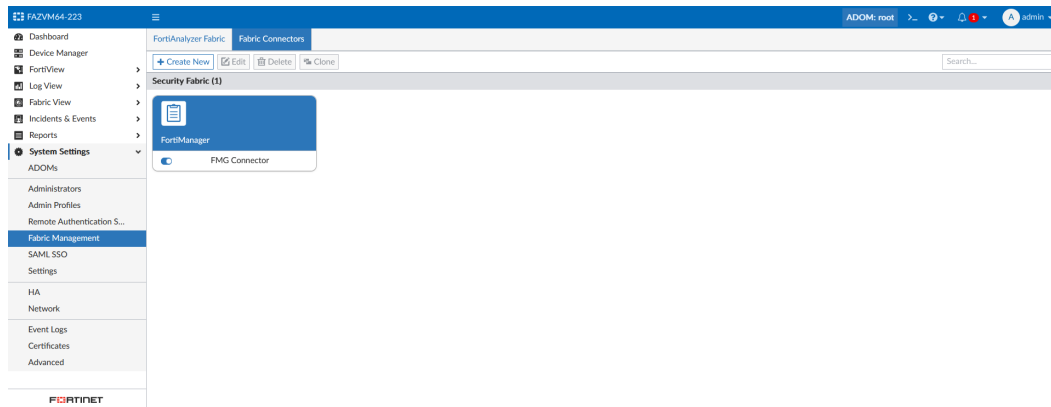 FAZVM64-223
ADOM: root
>_
?
1
A admin
Dashboard
Device Manager
FortiView
Log View
Fabric View
Incidents & Events
Reports
System Settings
ADOMs
Administrators
Admin Profiles
Remote Authentication S...
Fabric Management
SAML SSO
Settings
HA
Network
Event Logs
Certificates
Advanced
FORTINET
FortiAnalyzer Fabric Fabric Connectors
+ Create New Edit Delete Clone
Search...
Security Fabric (1)
FortiManager
FMG Connector